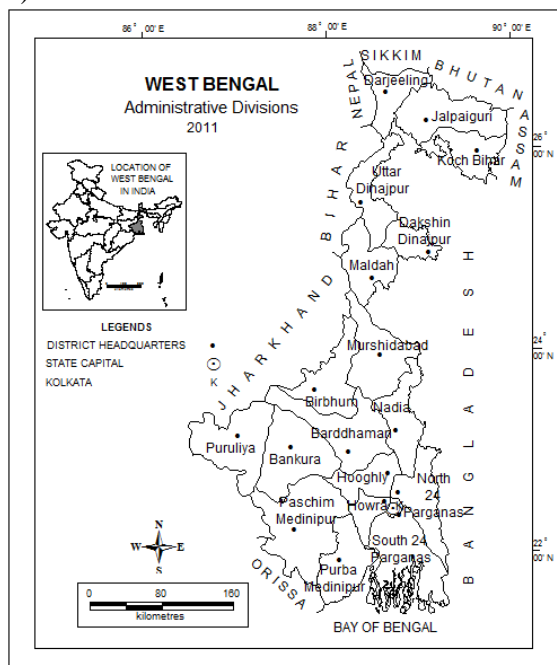 86° 00' E
88° 00' E
90° 00' E
SIKKIM
WEST BENGAL
Administrative Divisions
2011
NEPAL
Darjeeling
BHUTAN
Jalpaiguri
ASSAM
26°
00' N
Koch Bihar
LOCATION OF
WEST BENGAL
IN INDIA
BIHAR
Uttar
Dinajpur
Dakshin
Dinajpur
Maldah
LEGENDS
DISTRICT HEADQUARTERS
STATE CAPITAL
KOLKATA K
JHARKHAND
Murshidabad
24°
00' N
BANGLADESH
Birbhum
Nadia
Puruliya
Barddhaman
Bankura
Hooghly
North
24
Parganas
Howra
K
Paschim
Medinipur
South 24
Parganas
22°
00' N
N
W E
S
ORISSA
Purba
Medinipur
0 80 160
kilometres
BAY OF BENGAL